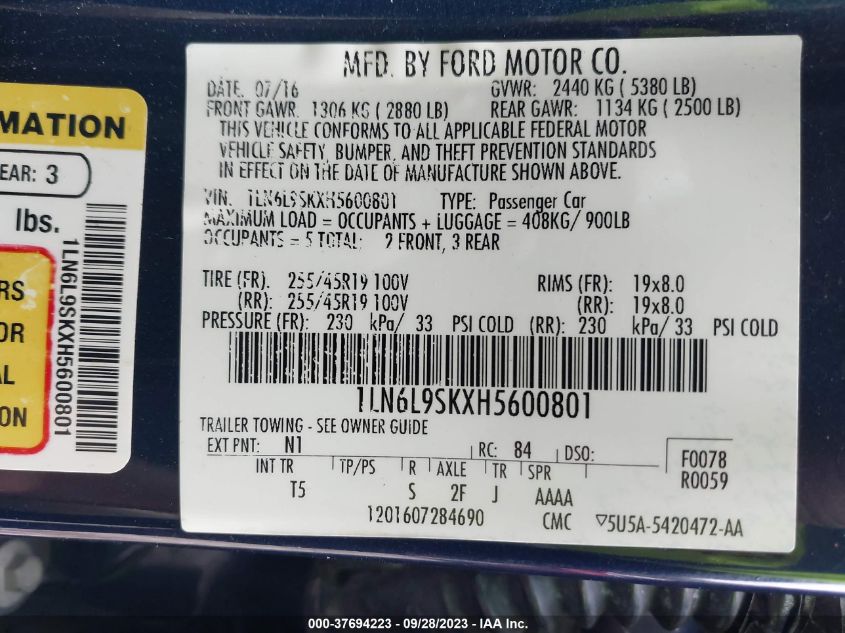 MFD. BY FORD MOTOR CO.
DATE 07/16 GVWR: 2440 KG ( 5380 LB)
FRONT GAWR 1306 KG ( 2880 LB) REAR GAWR: 1134 KG ( 2500 LB)
THIS VEHICLE CONFORMS TO ALL APPLICABLE FEDERAL MOTOR
VEHICLE SAFETY, BUMPER, AND THEFT PREVENTION STANDARDS
IN EFFECT ON THE DATE OF MANUFACTURE SHOWN ABOVE.
VIN. 1LN6L9SKXH5600801 TYPE: Passenger Car
MAXIMUM LOAD = OCCUPANTS + LUGGAGE = 408KG/ 900LB
OCCUPANTS = 5 TOTAL: 2 FRONT, 3 REAR
TIRE (FR). 255/45R19 100V RIMS (FR): 19x8.0
(RR): 255/45R19 100V (RR): 19x8.0
PRESSURE (FR): 230 kPa/ 33 PSI COLD (RR): 230 kPa/ 33 PSI COLD
1LN6L9SKXH5600801
TRAILER TOWING - SEE OWNER GUIDE
EXT PNT: N1 RC: 84 DSO:
INT TR TP/PS R AXLE TR SPR
T5 S 2F J AAAA
F0078
R0059
1201607284690 CMC ▽5U5A-5420472-AA
MATION
EAR: 3
lbs.
1LN6L9SKXH5600801
RS
OR
AL
ON
000-37694223 - 09/28/2023 - IAAI.COM